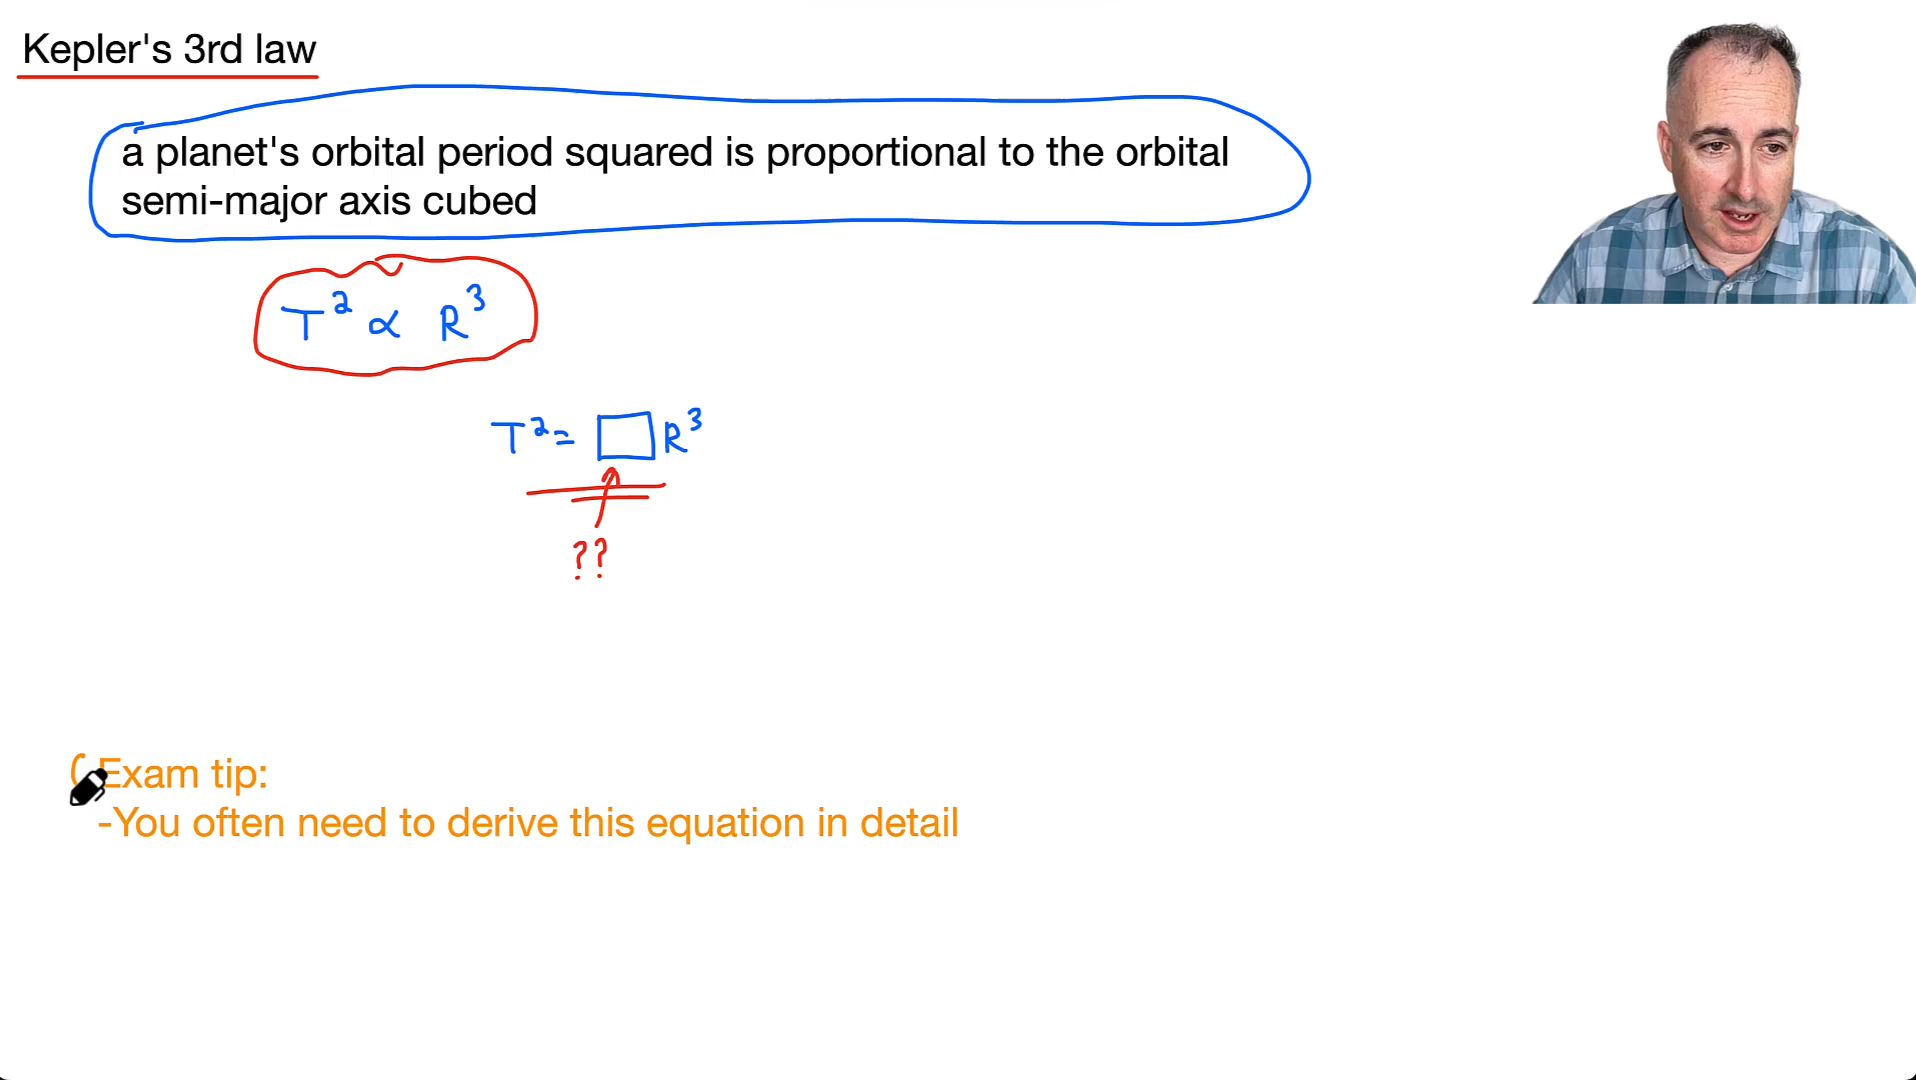 Kepler's 3rd law
a planet's orbital period squared is proportional to the orbital
semi-major axis cubed
T² ∝ R³
T² = □R³
??
Exam tip:
-You often need to derive this equation in detail